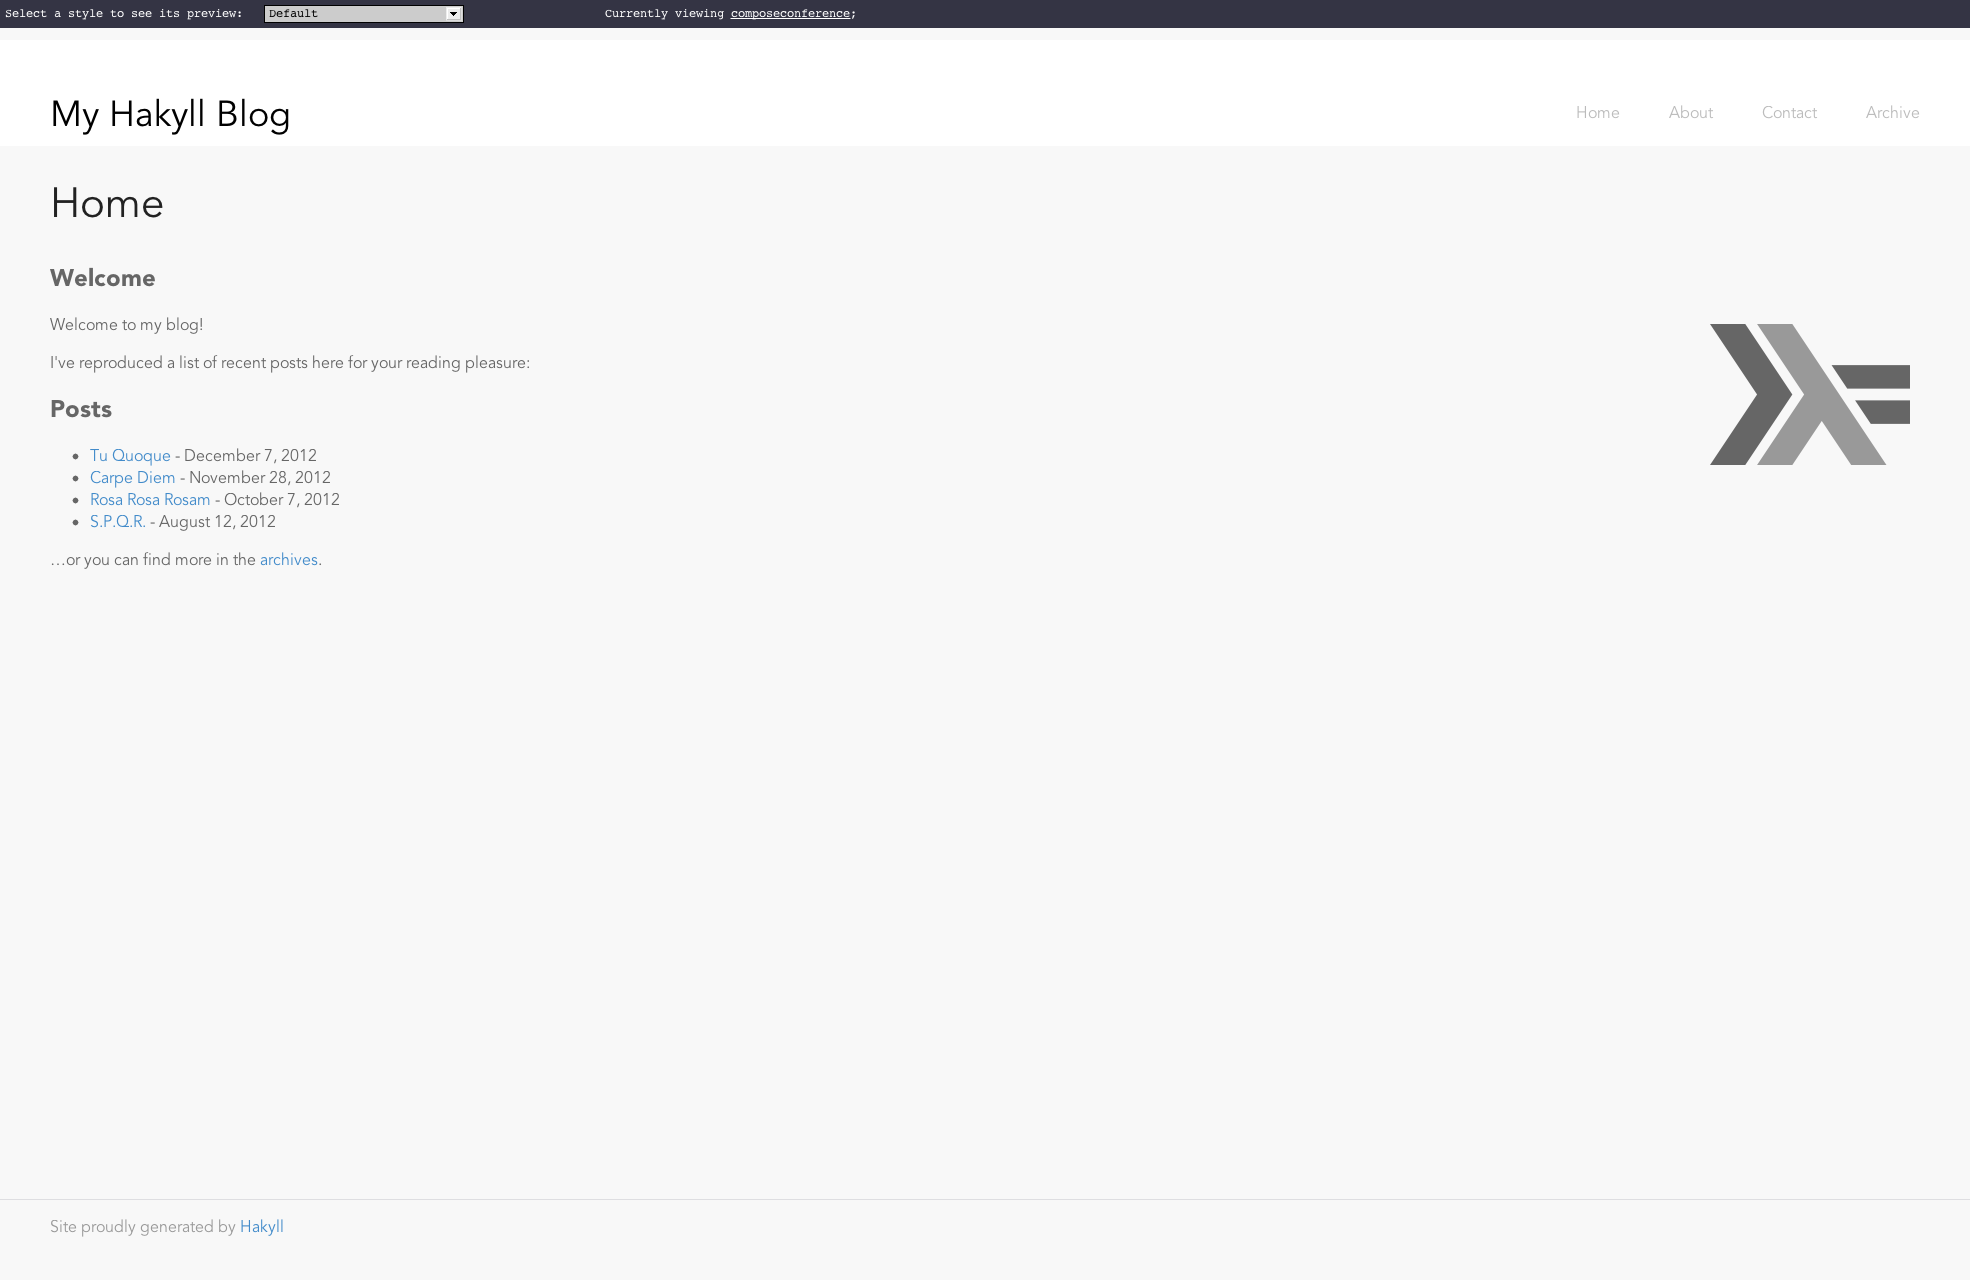 Select a style to see its preview: Default Currently viewing composeconference;
My Hakyll Blog Home About Contact Archive
Home
Welcome
Welcome to my blog!
I've reproduced a list of recent posts here for your reading pleasure:
Posts
• Tu Quoque - December 7, 2012
• Carpe Diem - November 28, 2012
• Rosa Rosa Rosam - October 7, 2012
• S.P.Q.R. - August 12, 2012
…or you can find more in the archives.
Site proudly generated by Hakyll